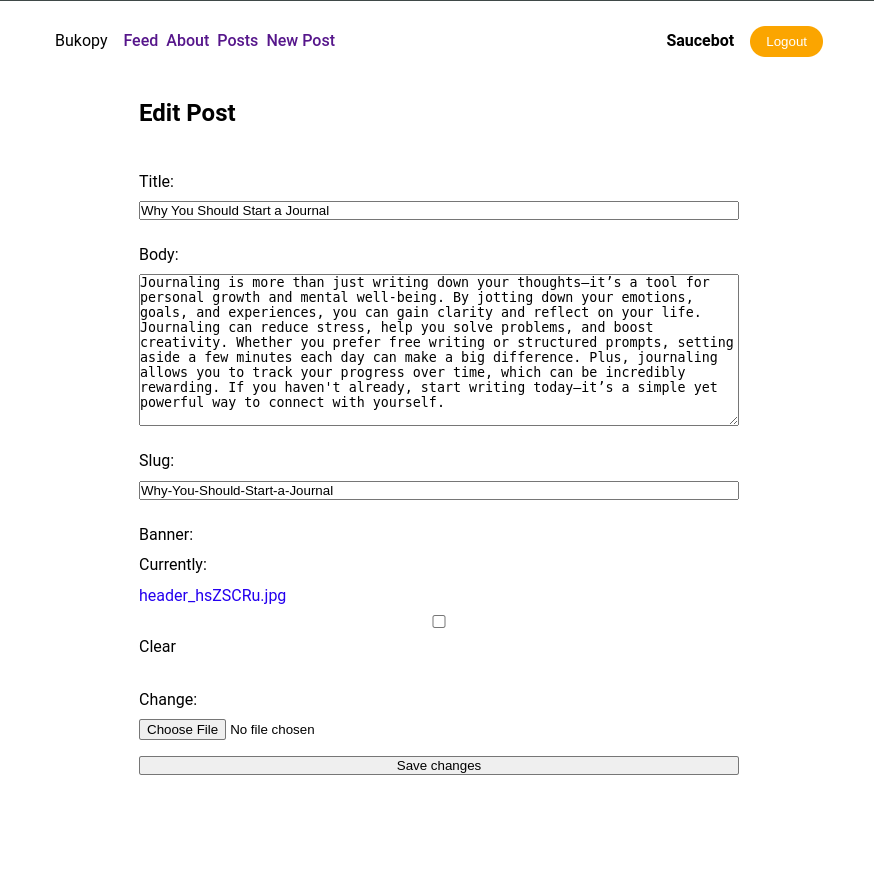 Bukopy Feed About Posts New Post Saucebot Logout
Edit Post
Title:
Why You Should Start a Journal
Body:
Journaling is more than just writing down your thoughts—it’s a tool for
personal growth and mental well-being. By jotting down your emotions,
goals, and experiences, you can gain clarity and reflect on your life.
Journaling can reduce stress, help you solve problems, and boost
creativity. Whether you prefer free writing or structured prompts, setting
aside a few minutes each day can make a big difference. Plus, journaling
allows you to track your progress over time, which can be incredibly
rewarding. If you haven't already, start writing today—it’s a simple yet
powerful way to connect with yourself.
Slug:
Why-You-Should-Start-a-Journal
Banner:
Currently:
header_hsZSCRu.jpg
Clear
Change:
Choose File No file chosen
Save changes